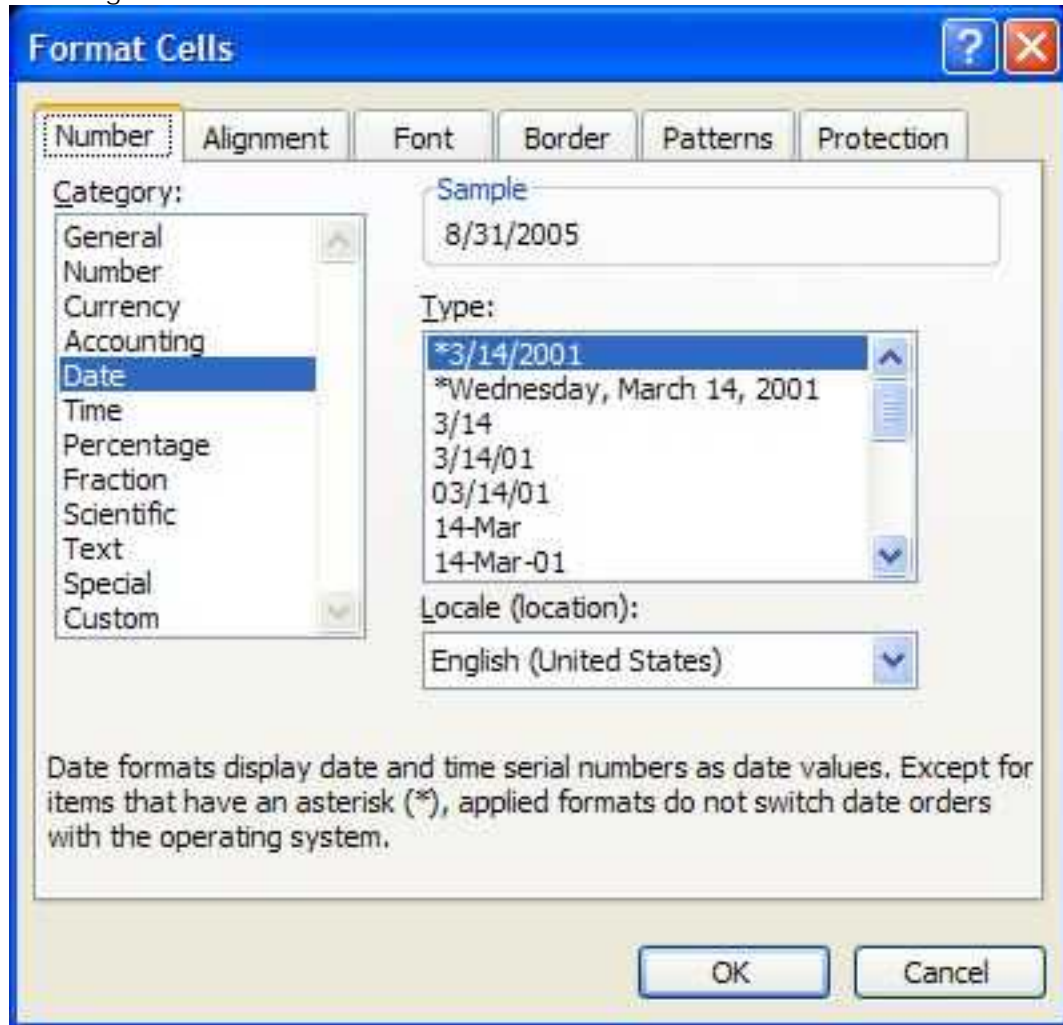 Format Cells
Number Alignment Font Border Patterns Protection
Category:
General
Number
Currency
Accounting
Date
Time
Percentage
Fraction
Scientific
Text
Special
Custom
Sample
8/31/2005
Type:
*3/14/2001
*Wednesday, March 14, 2001
3/14
3/14/01
03/14/01
14-Mar
14-Mar-01
Locale (location):
English (United States)
Date formats display date and time serial numbers as date values. Except for
items that have an asterisk (*), applied formats do not switch date orders
with the operating system.
OK Cancel